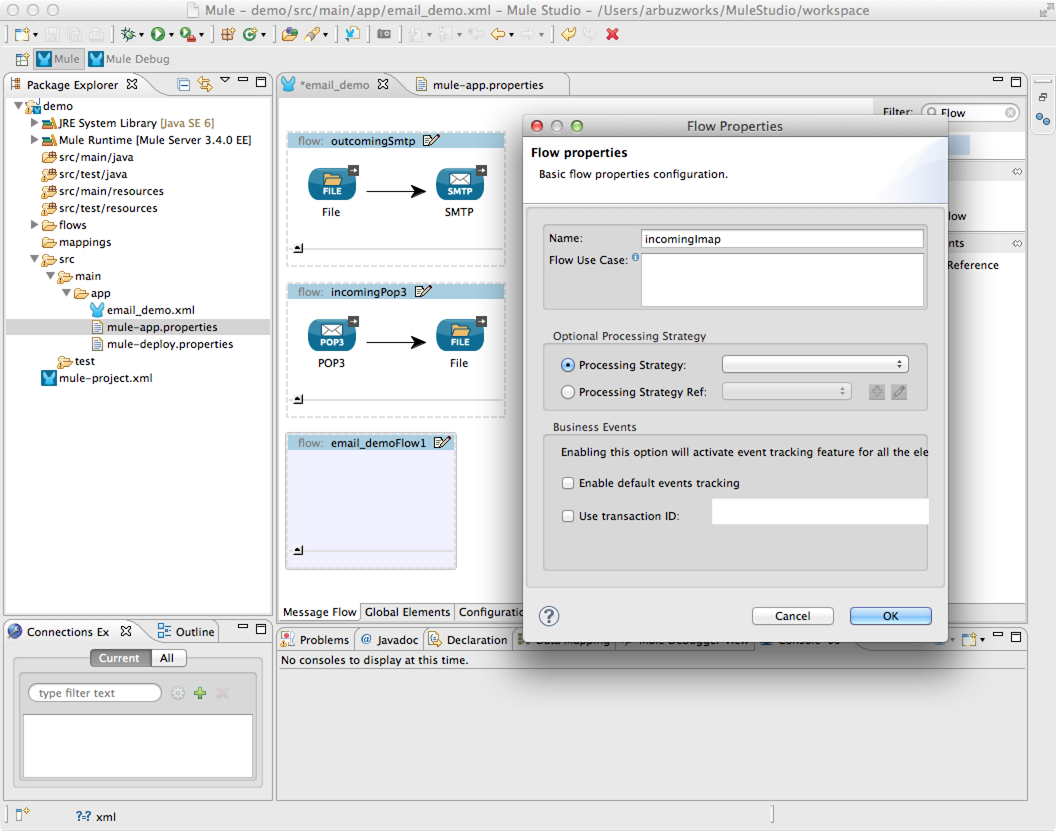 Mule – demo/src/main/app/email_demo.xml – Mule Studio – /Users/arbuzworks/MuleStudio/workspace
Mule
Mule Debug
Package Explorer
demo
JRE System Library [Java SE 6]
Mule Runtime [Mule Server 3.4.0 EE]
src/main/java
src/test/java
src/main/resources
src/test/resources
flows
mappings
src
main
app
email_demo.xml
mule-app.properties
mule-deploy.properties
test
mule-project.xml
*email_demo
mule-app.properties
Filter:
Flow
flow: outcomingSmtp
FILE
SMTP
File
SMTP
flow: incomingPop3
POP3
FILE
POP3
File
flow: email_demoFlow1
low
nts
Reference
Message Flow
Global Elements
Configuratio
Flow Properties
Flow properties
Basic flow properties configuration.
Name:
incomingImap
Flow Use Case:
Optional Processing Strategy
Processing Strategy:
Processing Strategy Ref:
Business Events
Enabling this option will activate event tracking feature for all the ele
Enable default events tracking
Use transaction ID:
?
Cancel
OK
Connections Ex
Outline
Current
All
type filter text
Problems
@ Javadoc
Declaration
No consoles to display at this time.
?=? xml